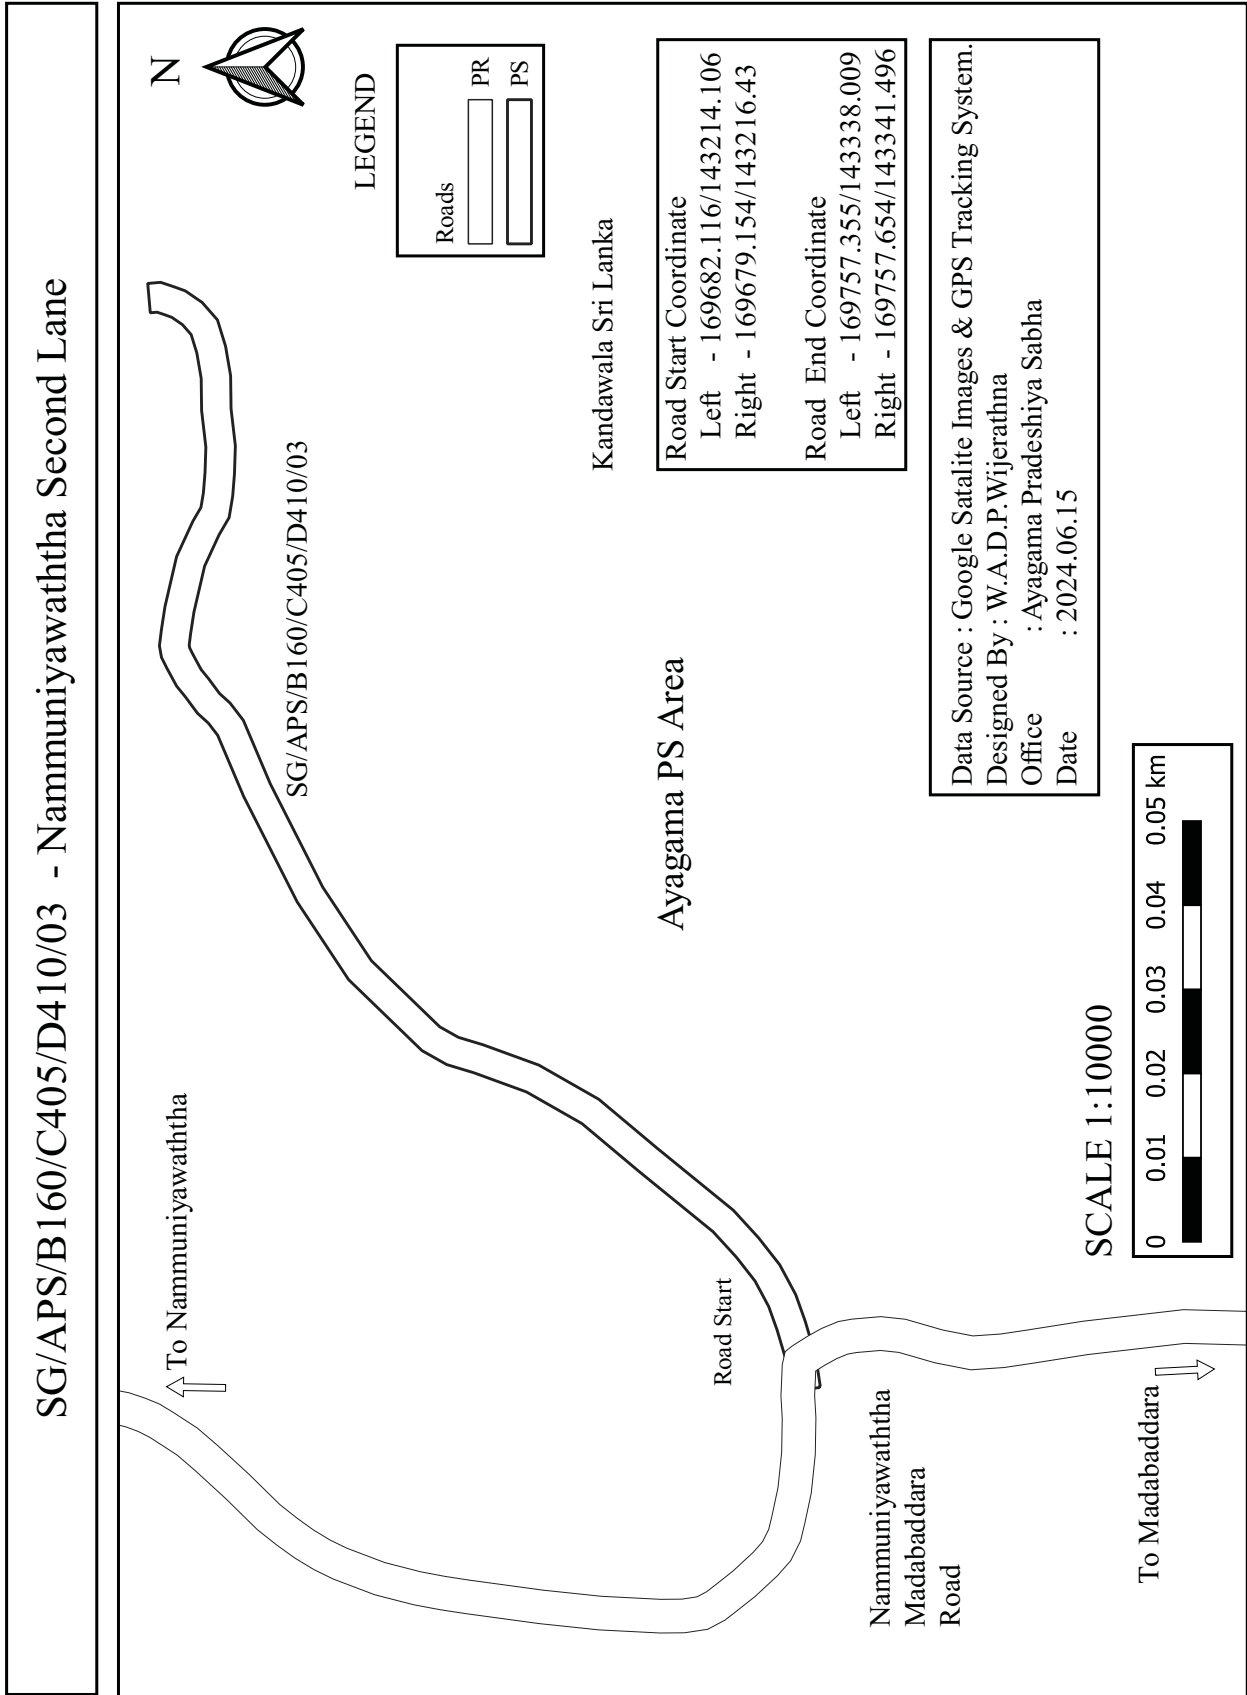 SG/APS/B160/C405/D410/03 - Nammuniyawaththa Second Lane
N
To Nammuniyawaththa
LEGEND
Roads
PR
PS
SG/APS/B160/C405/D410/03
Kandawala Sri Lanka
Road Start Coordinate
Left - 169682.116/143214.106
Right - 169679.154/143216.43
Road End Coordinate
Left - 169757.355/143338.009
Right - 169757.654/143341.496
Ayagama PS Area
Road Start
Nammuniyawaththa
Madabaddara
Road
Data Source : Google Satalite Images & GPS Tracking System.
Designed By : W.A.D.P.Wijerathna
Office : Ayagama Pradeshiya Sabha
Date : 2024.06.15
SCALE 1:10000
0 0.01 0.02 0.03 0.04 0.05 km
To Madabaddara